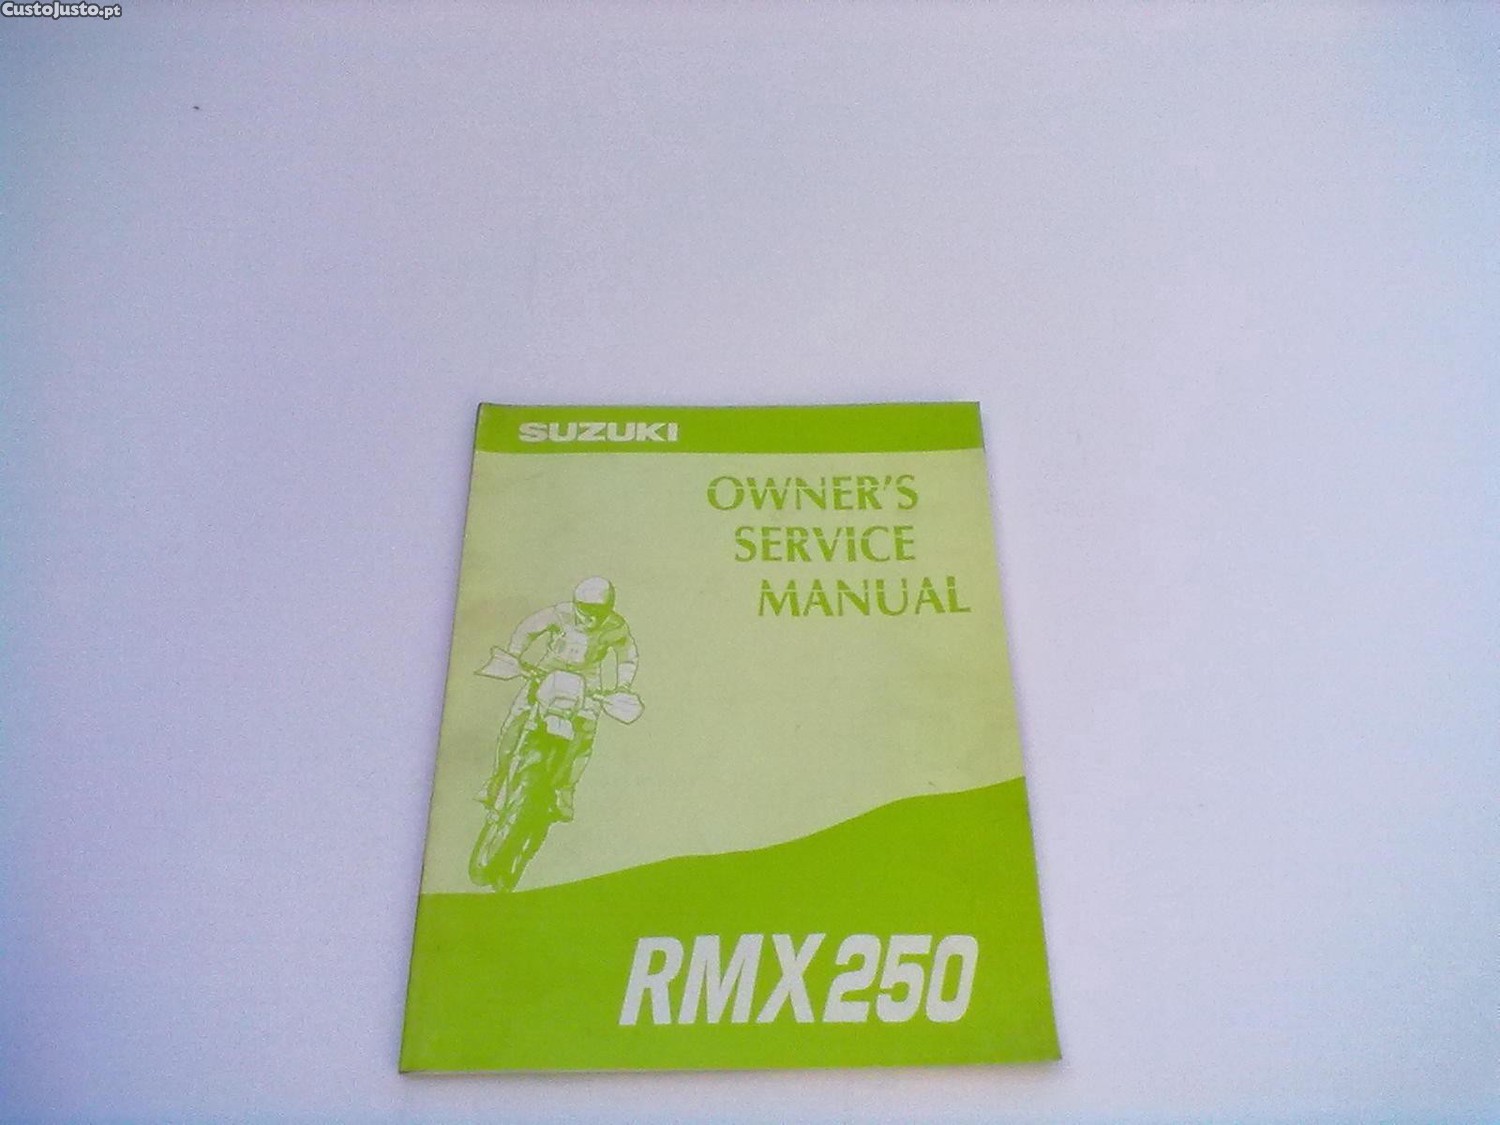 CustoJusto.pt
SUZUKI
OWNER'S
SERVICE
MANUAL
RMX250